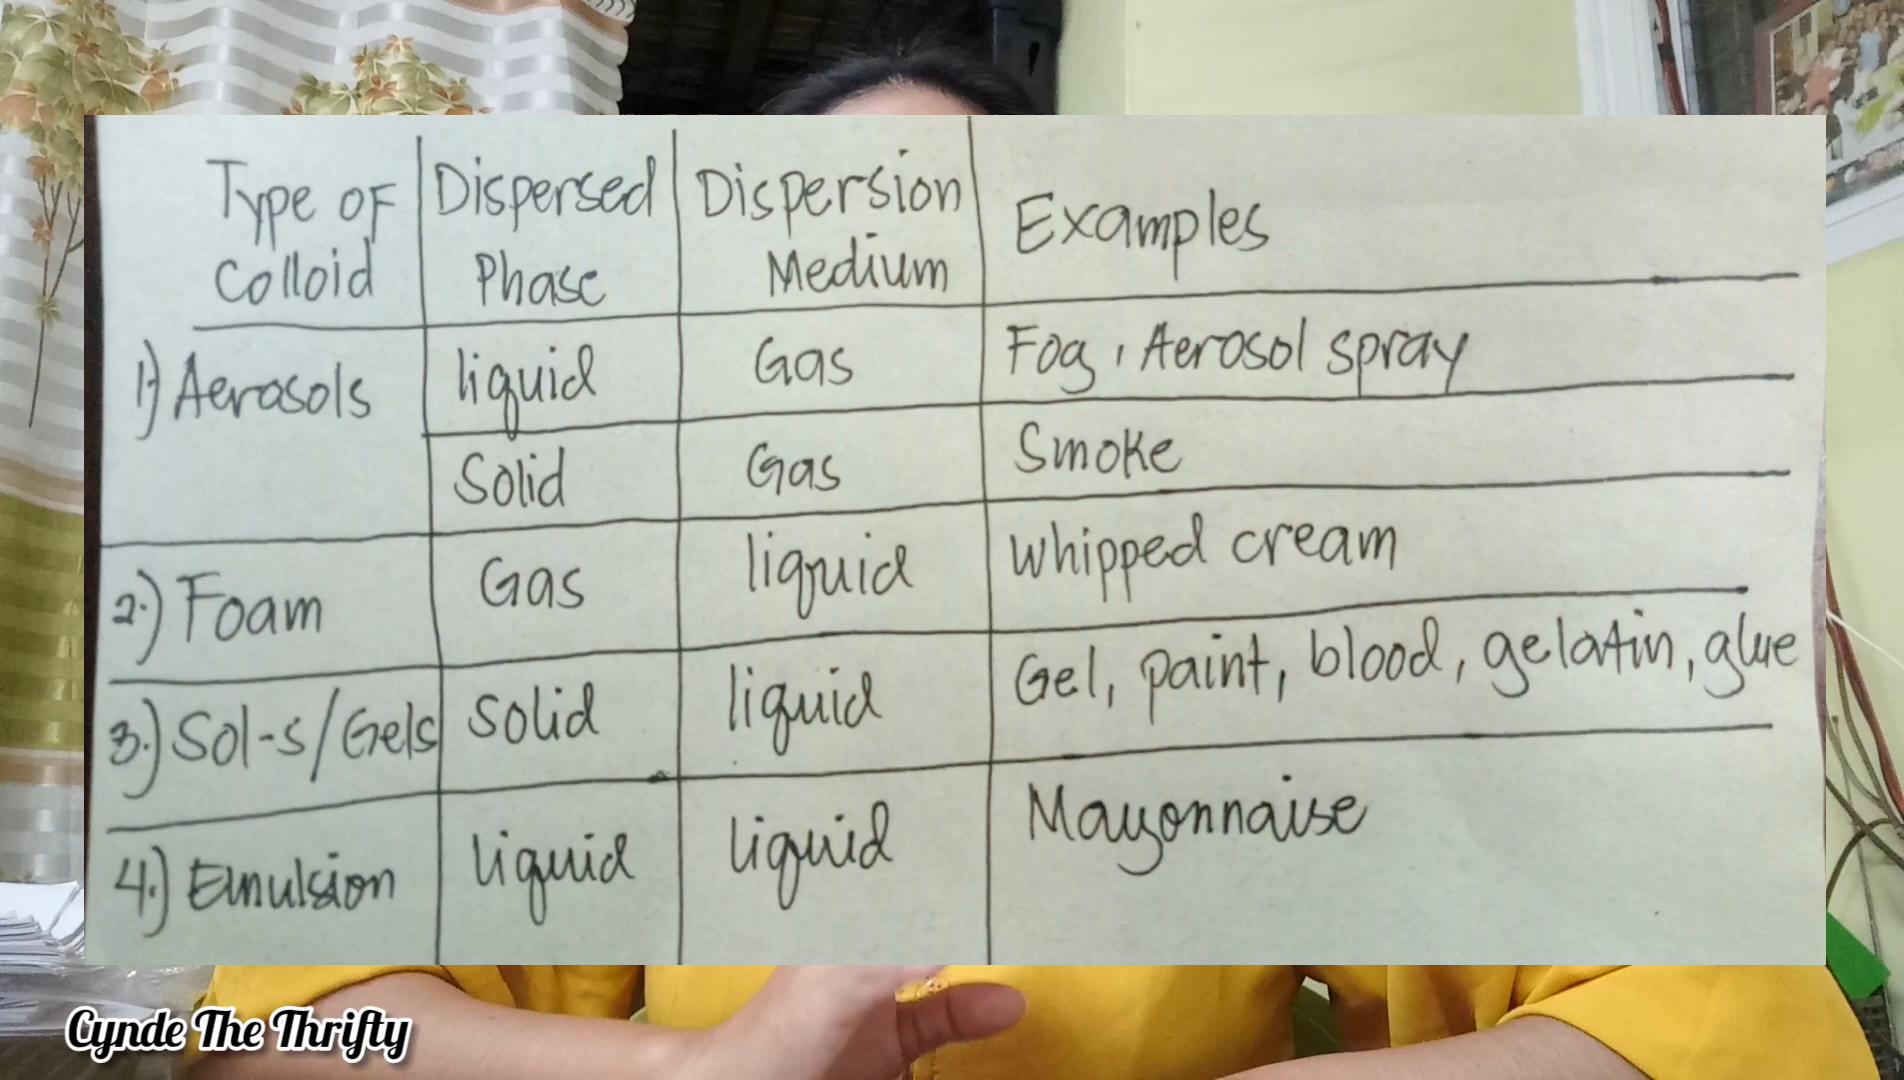 Type of Colloid | Dispersed Phase | Dispersion Medium | Examples
1) Aerosols | liquid | Gas | Fog, Aerosol spray
Solid | Gas | Smoke
2.) Foam | Gas | liquid | whipped cream
3.) Sol-s/Gels | solid | liquid | Gel, paint, blood, gelatin, glue
4.) Emulsion | liquid | liquid | Mayonnaise
Cynde The Thrifty